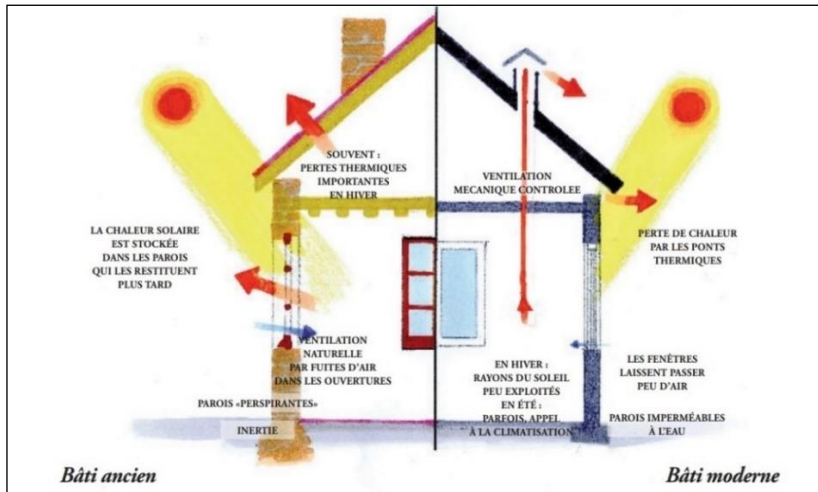 SOUVENT :
PERTES THERMIQUES
IMPORTANTES
EN HIVER
VENTILATION
MECANIQUE CONTROLEE
LA CHALEUR SOLAIRE
EST STOCKÉE
DANS LES PAROIS
QUI LES RESTITUENT
PLUS TARD
PERTE DE CHALEUR
PAR LES PONTS
THERMIQUES
VENTILATION
NATURELLE
PAR FUITES D'AIR
DANS LES OUVERTURES
EN HIVER :
RAYONS DU SOLEIL
PEU EXPLOITÉS
EN ÉTÉ :
PARFOIS, APPEL
À LA CLIMATISATION
LES FENÊTRES
LAISSENT PASSER
PEU D'AIR
PAROIS «PERSPIRANTES»
INERTIE
PAROIS IMPERMÉABLES
À L'EAU
Bâti ancien
Bâti moderne